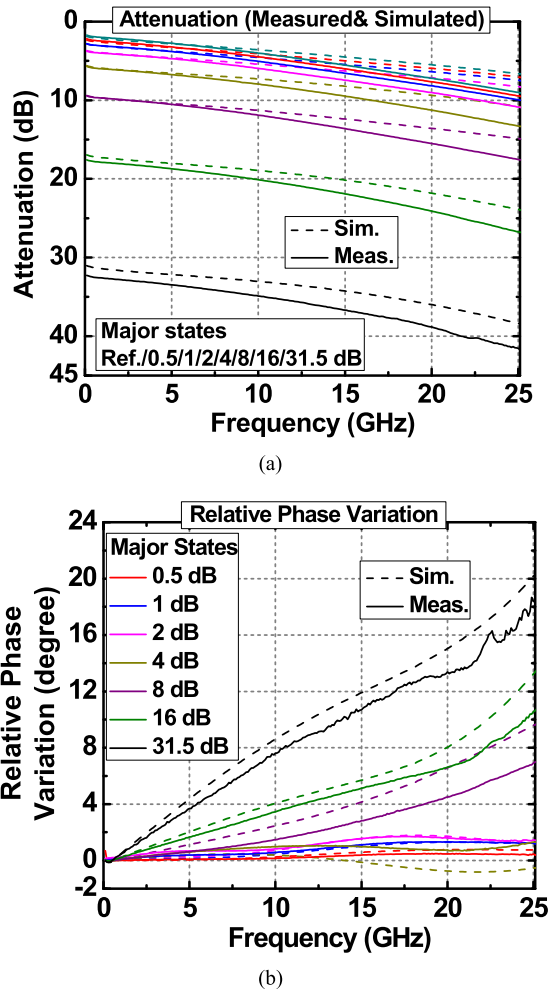 Attenuation (Measured& Simulated)
0
10
20
30
40
45
Attenuation (dB)
Sim.
Meas.
Major states
Ref./0.5/1/2/4/8/16/31.5 dB
0 5 10 15 20 25
Frequency (GHz)
(a)
Relative Phase Variation
24
20
16
12
8
4
0
-2
Relative Phase
Variation (degree)
Major States
0.5 dB
1 dB
2 dB
4 dB
8 dB
16 dB
31.5 dB
Sim.
Meas.
0 5 10 15 20 25
Frequency (GHz)
(b)